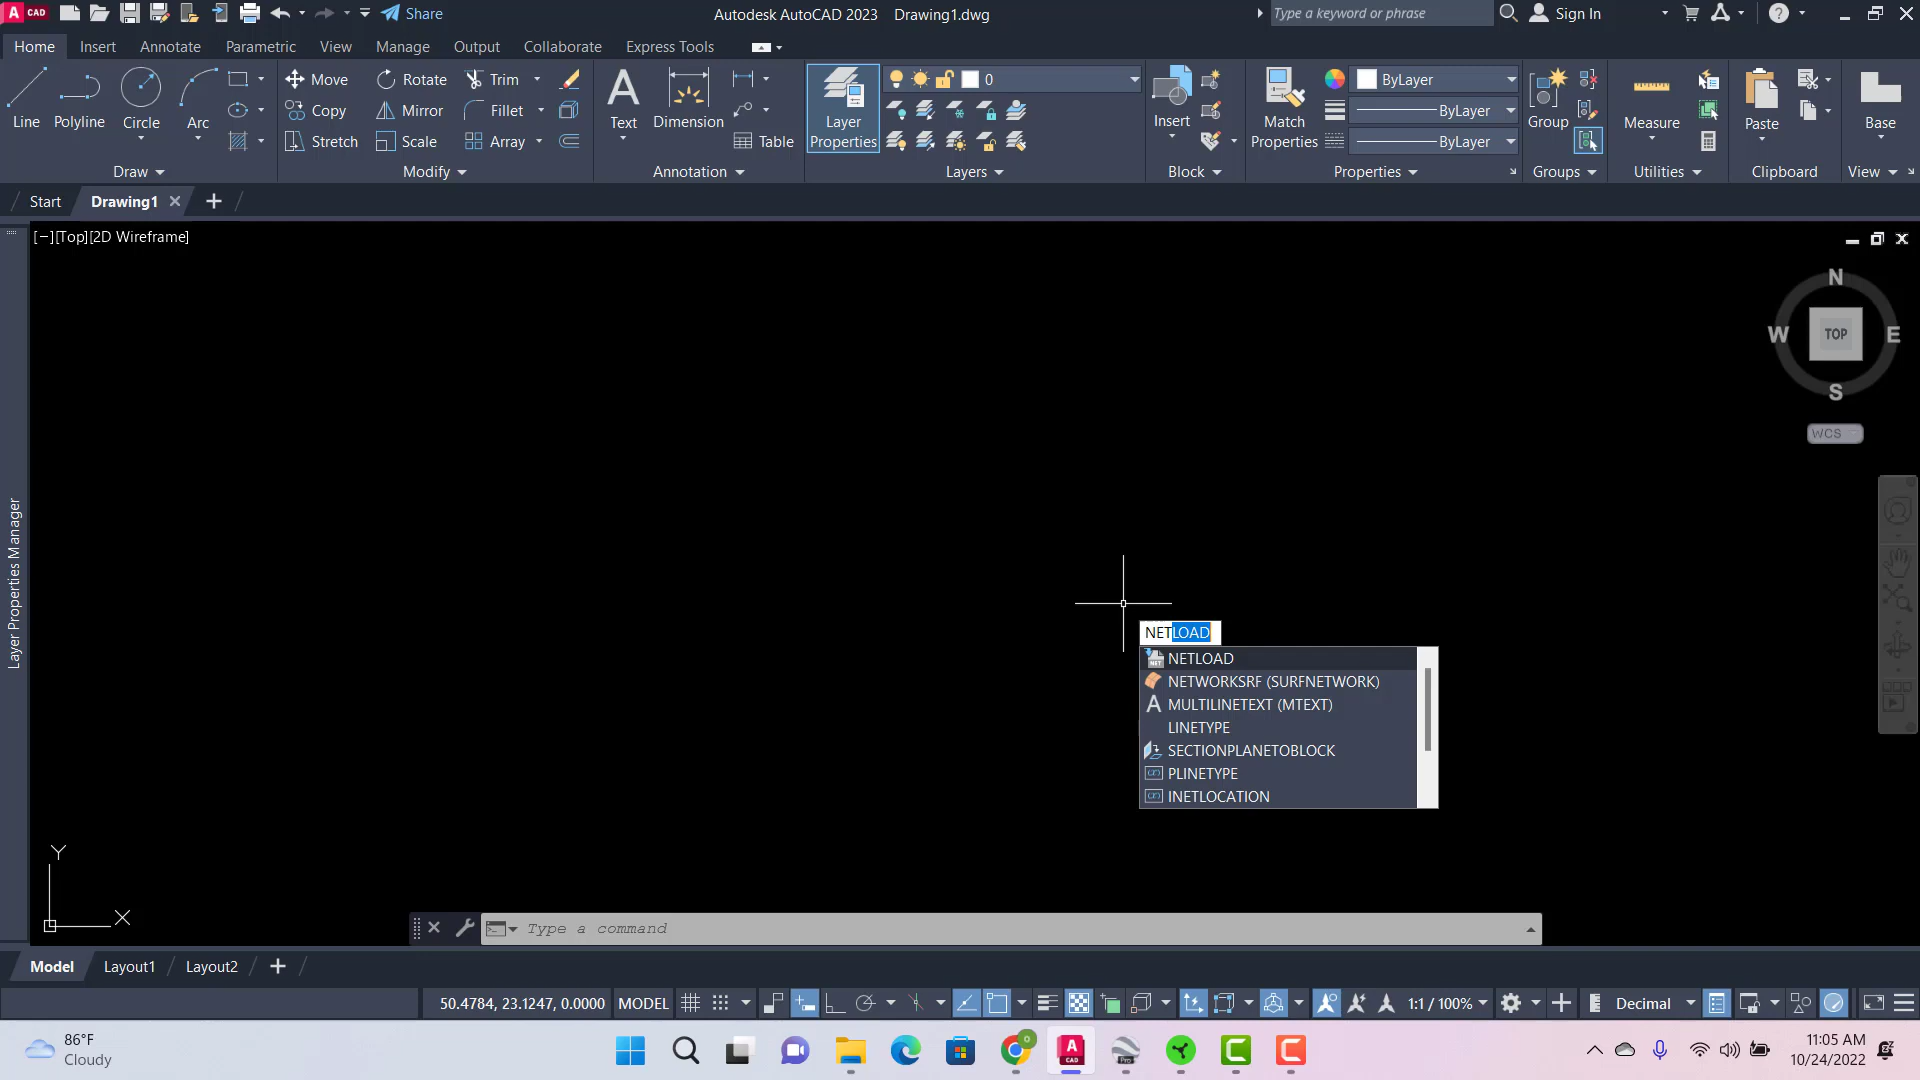 A CAD
Share
Autodesk AutoCAD 2023 Drawing1.dwg
Type a keyword or phrase
Sign In
Home
Insert
Annotate
Parametric
View
Manage
Output
Collaborate
Express Tools
Line
Polyline
Circle
Arc
Draw
Move
Rotate
Trim
Copy
Mirror
Fillet
Stretch
Scale
Array
Modify
Text
Dimension
Table
Annotation
Layer
Properties
0
Layers
Insert
Block
Match
Properties
ByLayer
ByLayer
ByLayer
Properties
Group
Groups
Measure
Utilities
Paste
Clipboard
Base
View
Start
Drawing1
[−][Top][2D Wireframe]
N
W
TOP
E
S
WCS
Layer Properties Manager
NETLOAD
NETLOAD
NETWORKSRF (SURFNETWORK)
MULTILINETEXT (MTEXT)
LINETYPE
SECTIONPLANETOBLOCK
PLINETYPE
INETLOCATION
Y
X
Type a command
Model
Layout1
Layout2
50.4784, 23.1247, 0.0000
MODEL
1:1 / 100%
Decimal
86°F
Cloudy
11:05 AM
10/24/2022